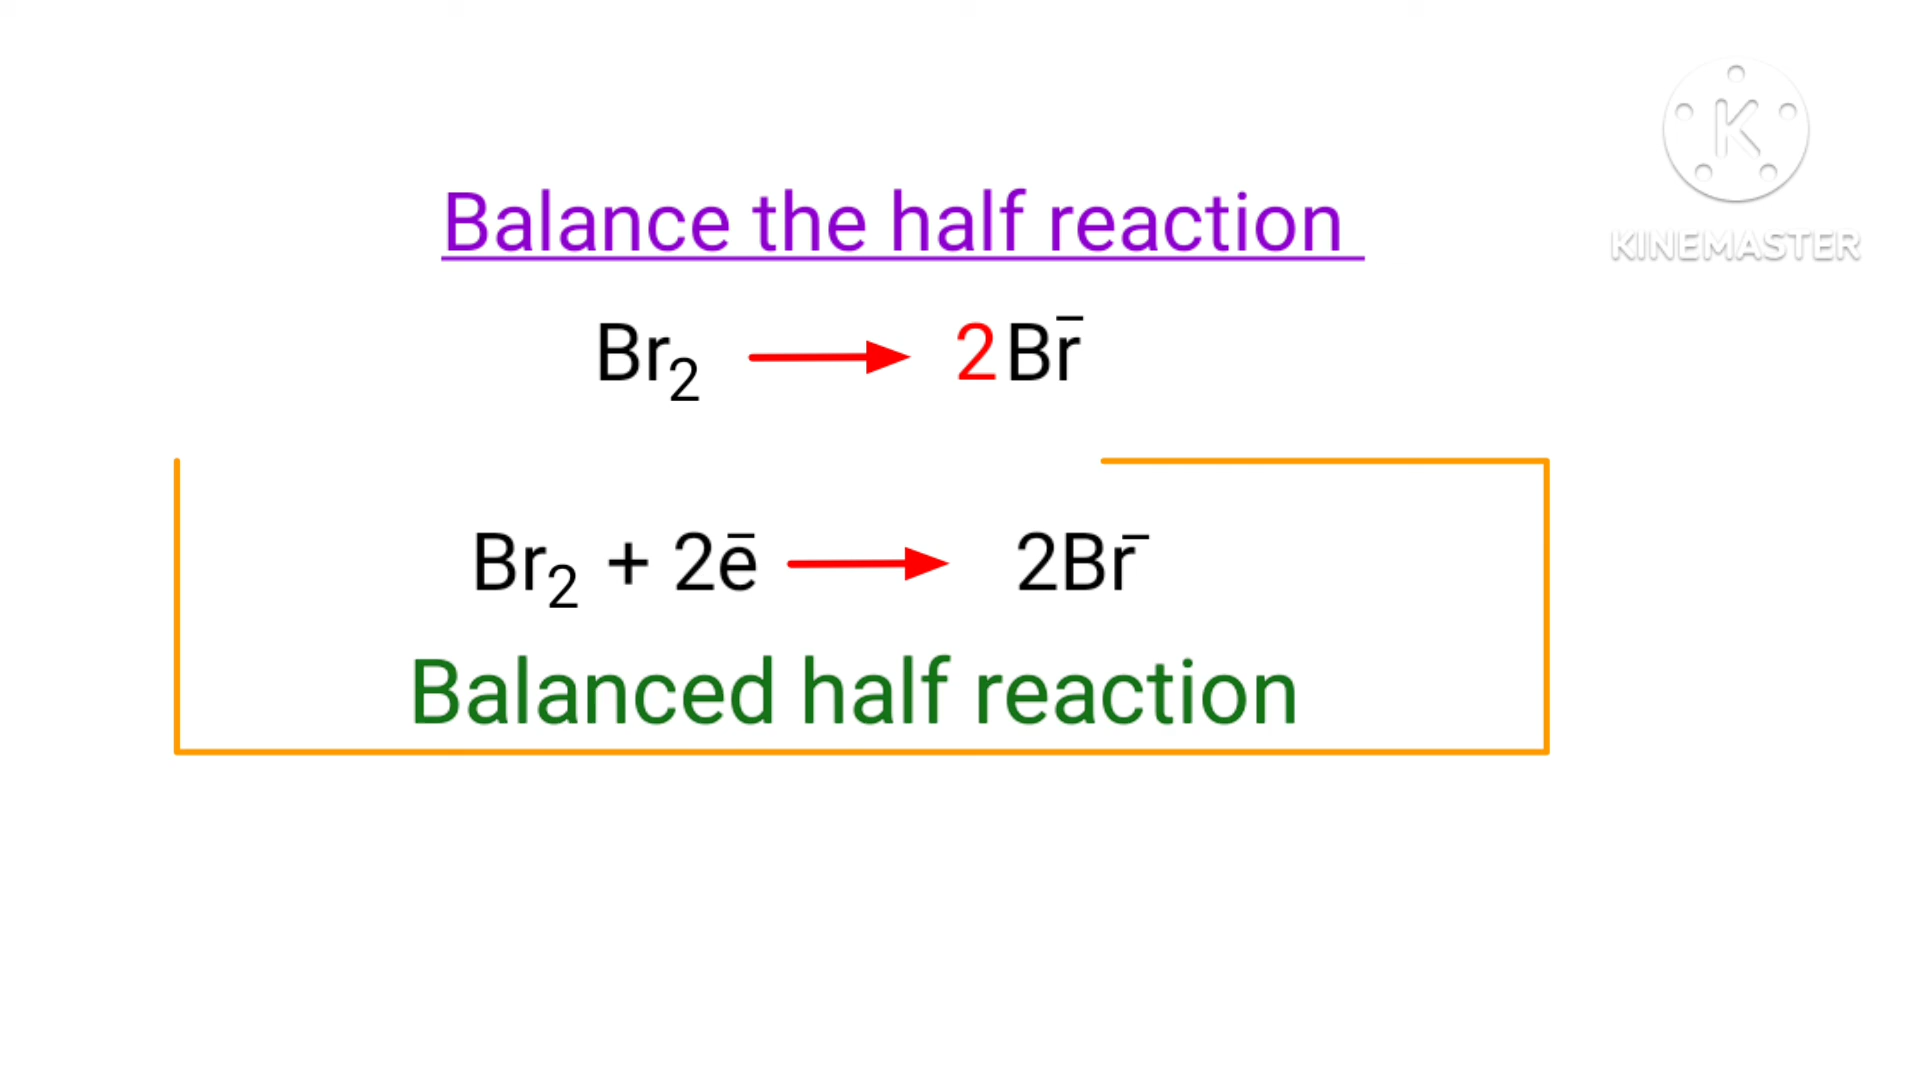 Balance the half reaction
Br₂ ⟶ 2Br⁻
Br₂ + 2e⁻ ⟶ 2Br⁻
Balanced half reaction
K
KINEMASTER